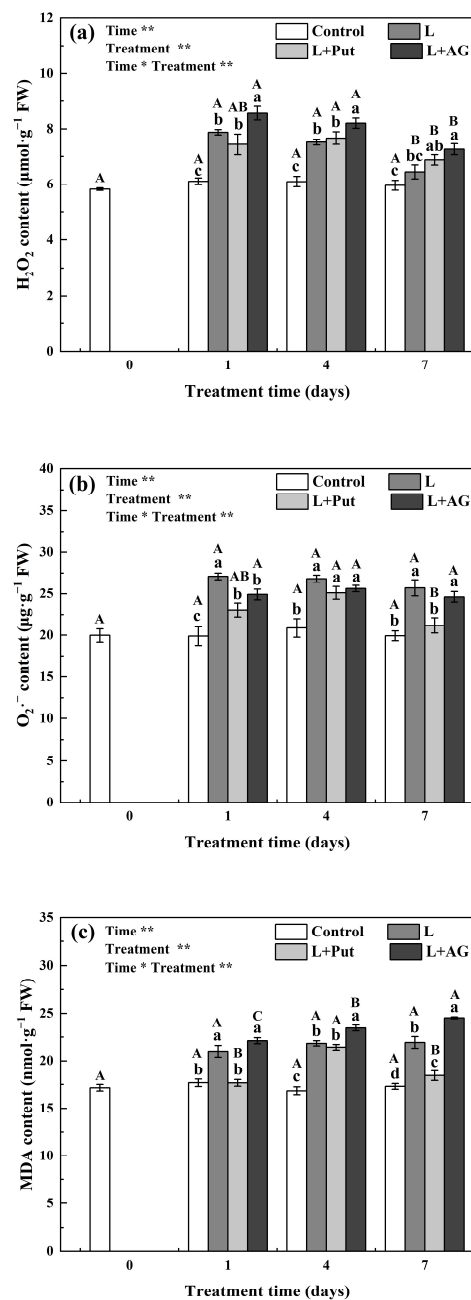 (a)
Time **
Treatment **
Time * Treatment **
Control
L
L+Put
L+AG
H₂O₂ content (μmol·g⁻¹ FW)
12
10
8
6
4
2
0
A
A
c
A
b
AB
b
A
a
A
c
A
b
A
b
A
a
A
c
B
bc
B
ab
B
a
0
1
4
7
Treatment time (days)
(b)
Time **
Treatment **
Time * Treatment **
Control
L
L+Put
L+AG
O₂·⁻ content (μg·g⁻¹ FW)
40
35
30
25
20
15
10
5
0
A
A
c
A
a
AB
b
A
b
A
b
A
a
A
a
A
a
A
b
A
a
B
b
A
a
0
1
4
7
Treatment time (days)
(c)
Time **
Treatment **
Time * Treatment **
Control
L
L+Put
L+AG
MDA content (nmol·g⁻¹ FW)
35
30
25
20
15
10
5
0
A
A
b
A
a
B
b
C
a
A
c
A
b
A
b
B
a
A
d
A
b
B
c
A
a
0
1
4
7
Treatment time (days)